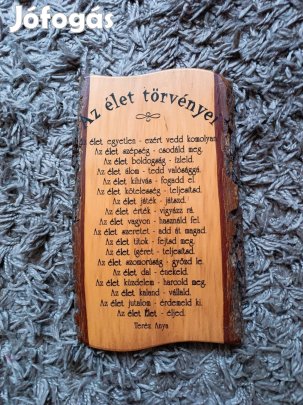 Jófogás
Az élet törvényei
élet egyetlen - ezért vedd komolyan.
Az élet szépség - csodáld meg.
Az élet boldogság - ízleld.
Az élet álom - tedd valósággá.
Az élet kihívás - fogadd el.
Az élet kötelesség - teljesítsd.
Az élet játék - játszd.
Az élet érték - vigyázz rá.
Az élet vagyon - használd fel.
Az élet szeretet - add át magad.
Az élet titok - fejtsd meg.
Az élet ígéret - teljesítsd.
Az élet szomorúság - győzd le.
Az élet dal - énekeld.
Az élet küzdelem - harcold meg.
Az élet kaland - vállald.
Az élet jutalom - érdemeld ki.
Az élet élet - éljed.
Teréz Anya